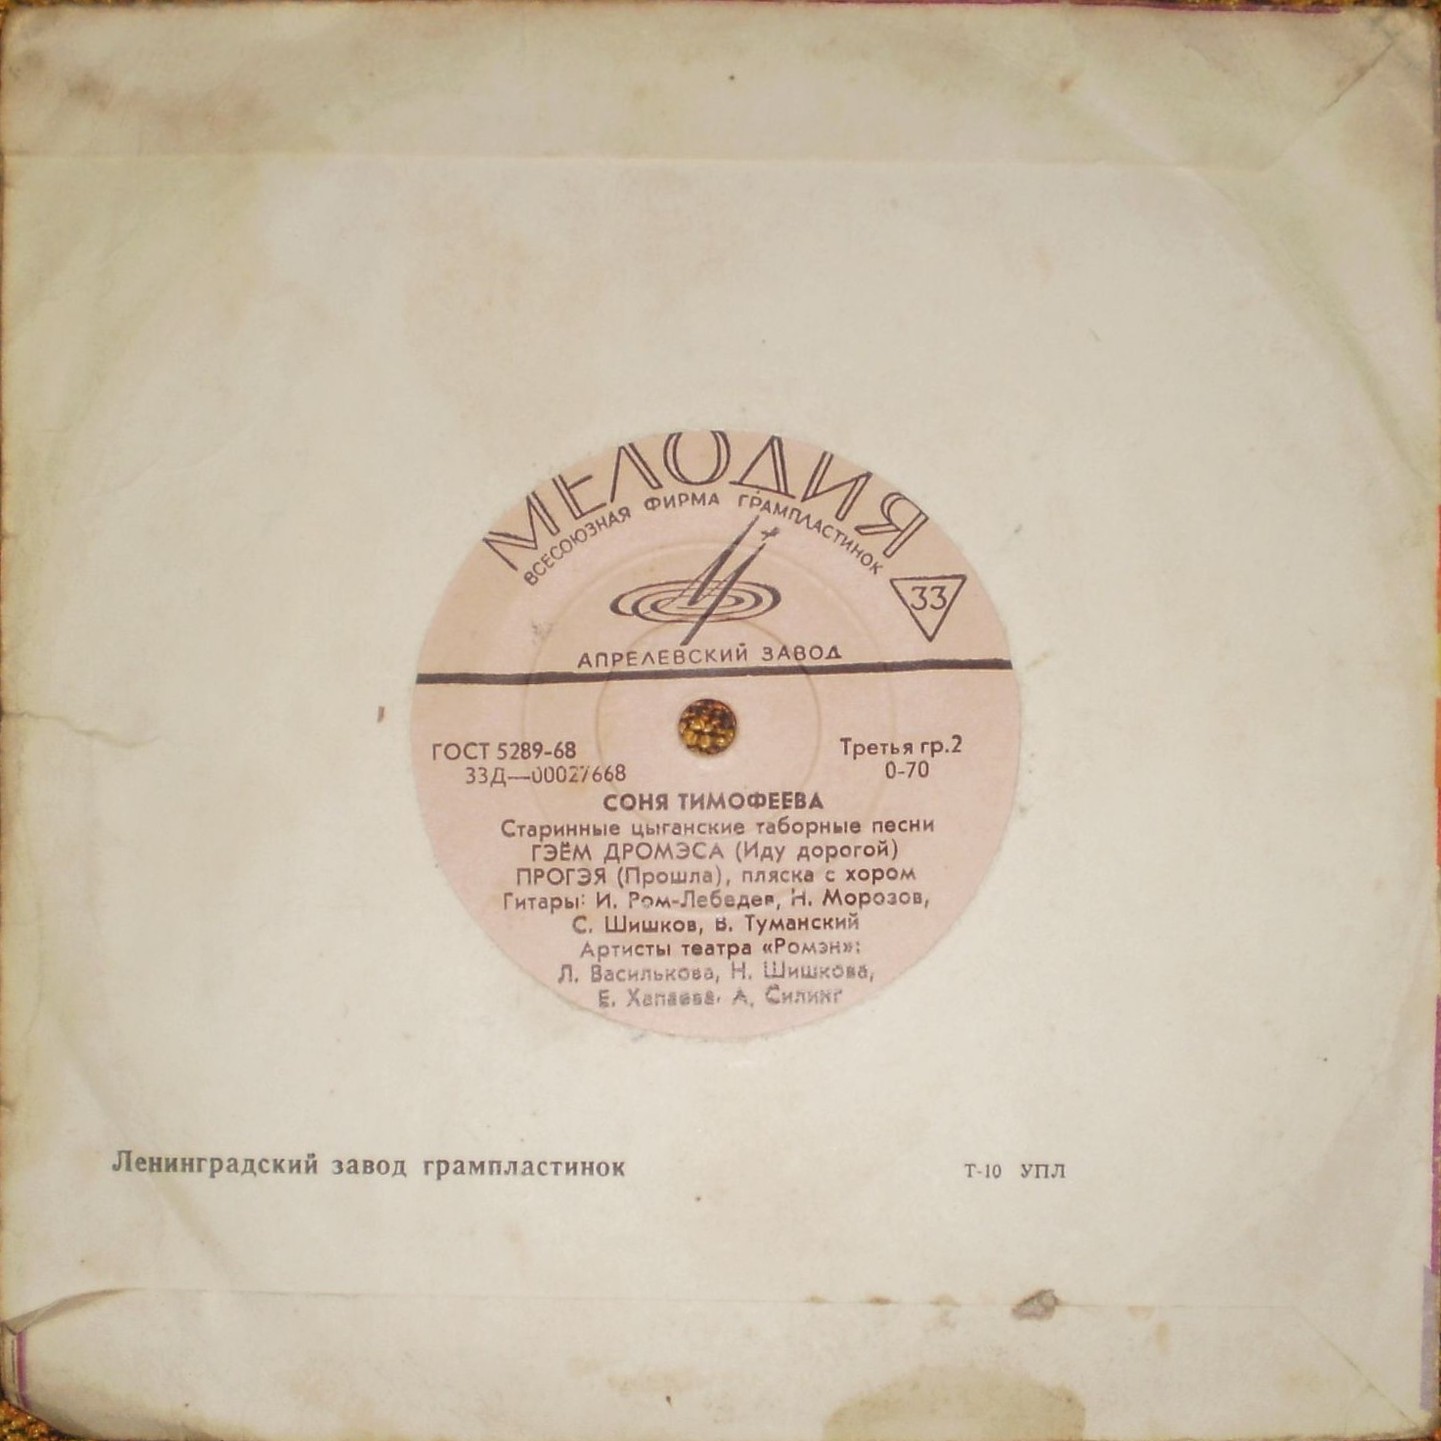 МЕЛОДИЯ
ВСЕСОЮЗНАЯ ФИРМА ГРАМПЛАСТИНОК
33
АПРЕЛЕВСКИЙ ЗАВОД
ГОСТ 5289-68
Третья гр.2
33Д—00027668
0-70
СОНЯ ТИМОФЕЕВА
Старинные цыганские таборные песни
ГЭЁМ ДРОМЭСА (Иду дорогой)
ПРОГЭЯ (Прошла), пляска с хором
Гитары: И. Ром-Лебедев, Н. Морозов,
С. Шишков, В. Туманский
Артисты театра «Ромэн»:
Л. Василькова, Н. Шишкова,
Е. Хапаева, А. Силинг
Ленинградский завод грампластинок
Т-10 УПЛ